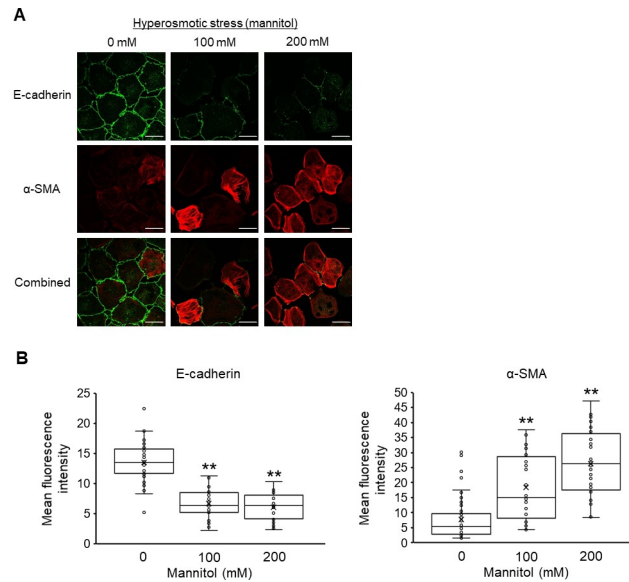 A
Hyperosmotic stress (mannitol)
0 mM 100 mM 200 mM
E-cadherin
α-SMA
Combined
B
E-cadherin
Mean fluorescence
intensity
25
20
15
10
5
0
** **
0 100 200
Mannitol (mM)
α-SMA
Mean fluorescence
intensity
50
45
40
35
30
25
20
15
10
5
0
** **
0 100 200
Mannitol (mM)